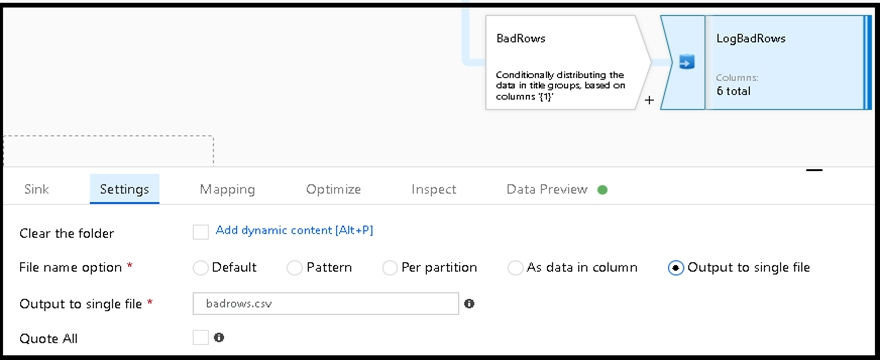 BadRows
Conditionally distributing the
data in title groups, based on
columns '{1}'
+
LogBadRows
Columns:
6 total
Sink Settings Mapping Optimize Inspect Data Preview
Clear the folder Add dynamic content [Alt+P]
File name option * Default Pattern Per partition As data in column Output to single file
Output to single file * badrows.csv
Quote All